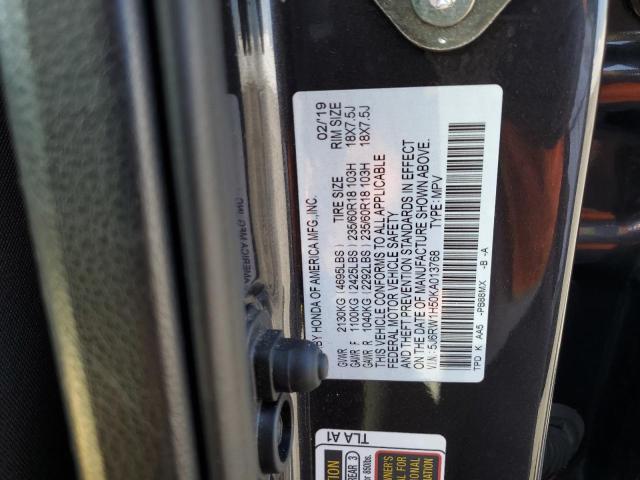 BY HONDA OF AMERICA MFG.,INC. 02/'19
TIRE SIZE RIM SIZE
GVWR 2130KG (4695LBS)
GAWR F 1100KG (2425LBS) 235/60R18 103H 18X7.5J
GAWR R 1040KG (2292LBS) 235/60R18 103H 18X7.5J
THIS VEHICLE CONFORMS TO ALL APPLICABLE
FEDERAL MOTOR VEHICLE SAFETY
AND THEFT PREVENTION STANDARDS IN EFFECT
ON THE DATE OF MANUFACTURE SHOWN ABOVE.
V.I.N.: 5J6RW1H50KA013768 TYPE: MPV
TPD K AA5 -PB88MX -B -A
TLA A1
REAR 3